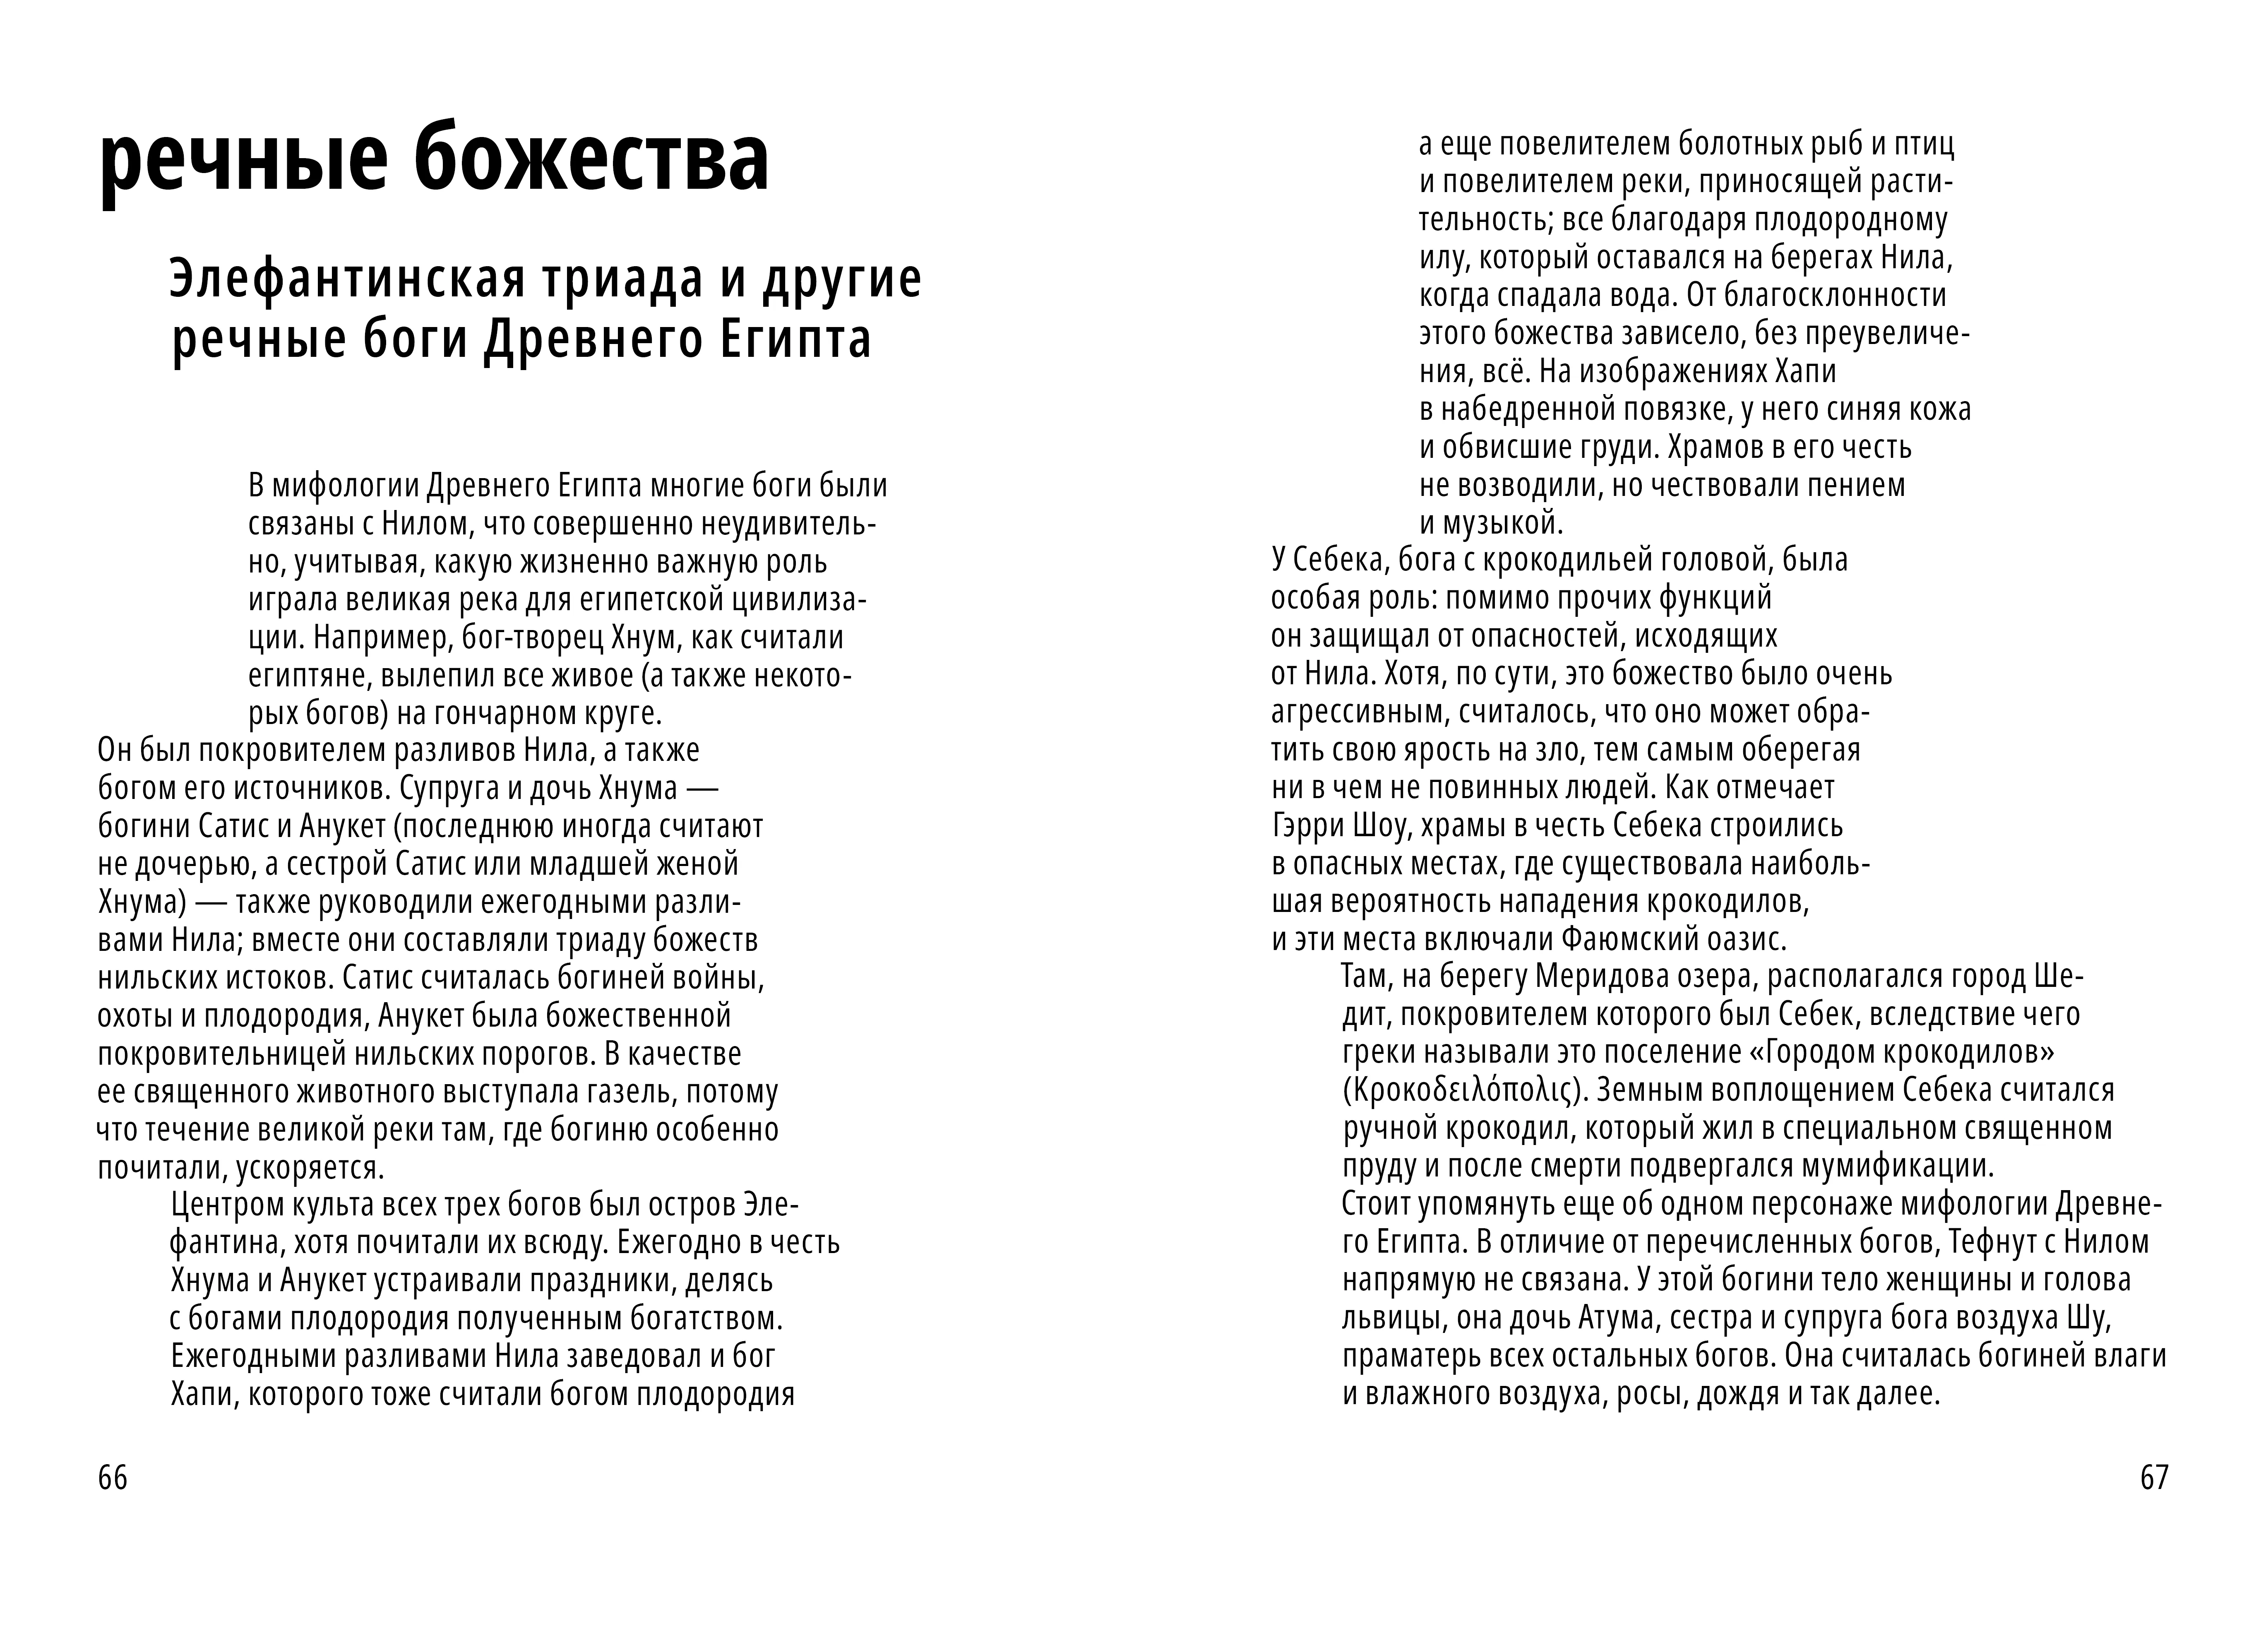 речные божества
Элефантинская триада и другие
речные боги Древнего Египта
В мифологии Древнего Египта многие боги были
связаны с Нилом, что совершенно неудивитель-
но, учитывая, какую жизненно важную роль
играла великая река для египетской цивилиза-
ции. Например, бог-творец Хнум, как считали
египтяне, вылепил все живое (а также некото-
рых богов) на гончарном круге.
Он был покровителем разливов Нила, а также
богом его источников. Супруга и дочь Хнума —
богини Сатис и Анукет (последнюю иногда считают
не дочерью, а сестрой Сатис или младшей женой
Хнума) — также руководили ежегодными разли-
вами Нила; вместе они составляли триаду божеств
нильских истоков. Сатис считалась богиней войны,
охоты и плодородия, Анукет была божественной
покровительницей нильских порогов. В качестве
ее священного животного выступала газель, потому
что течение великой реки там, где богиню особенно
почитали, ускоряется.
Центром культа всех трех богов был остров Эле-
фантина, хотя почитали их всюду. Ежегодно в честь
Хнума и Анукет устраивали праздники, делясь
с богами плодородия полученным богатством.
Ежегодными разливами Нила заведовал и бог
Хапи, которого тоже считали богом плодородия
66
а еще повелителем болотных рыб и птиц
и повелителем реки, приносящей расти-
тельность; все благодаря плодородному
илу, который оставался на берегах Нила,
когда спадала вода. От благосклонности
этого божества зависело, без преувеличе-
ния, всё. На изображениях Хапи
в набедренной повязке, у него синяя кожа
и обвисшие груди. Храмов в его честь
не возводили, но чествовали пением
и музыкой.
У Себека, бога с крокодильей головой, была
особая роль: помимо прочих функций
он защищал от опасностей, исходящих
от Нила. Хотя, по сути, это божество было очень
агрессивным, считалось, что оно может обра-
тить свою ярость на зло, тем самым оберегая
ни в чем не повинных людей. Как отмечает
Гэрри Шоу, храмы в честь Себека строились
в опасных местах, где существовала наиболь-
шая вероятность нападения крокодилов,
и эти места включали Фаюмский оазис.
Там, на берегу Меридова озера, располагался город Ше-
дит, покровителем которого был Себек, вследствие чего
греки называли это поселение «Городом крокодилов»
(Κροκοδειλόπολις). Земным воплощением Себека считался
ручной крокодил, который жил в специальном священном
пруду и после смерти подвергался мумификации.
Стоит упомянуть еще об одном персонаже мифологии Древне-
го Египта. В отличие от перечисленных богов, Тефнут с Нилом
напрямую не связана. У этой богини тело женщины и голова
львицы, она дочь Атума, сестра и супруга бога воздуха Шу,
праматерь всех остальных богов. Она считалась богиней влаги
и влажного воздуха, росы, дождя и так далее.
67